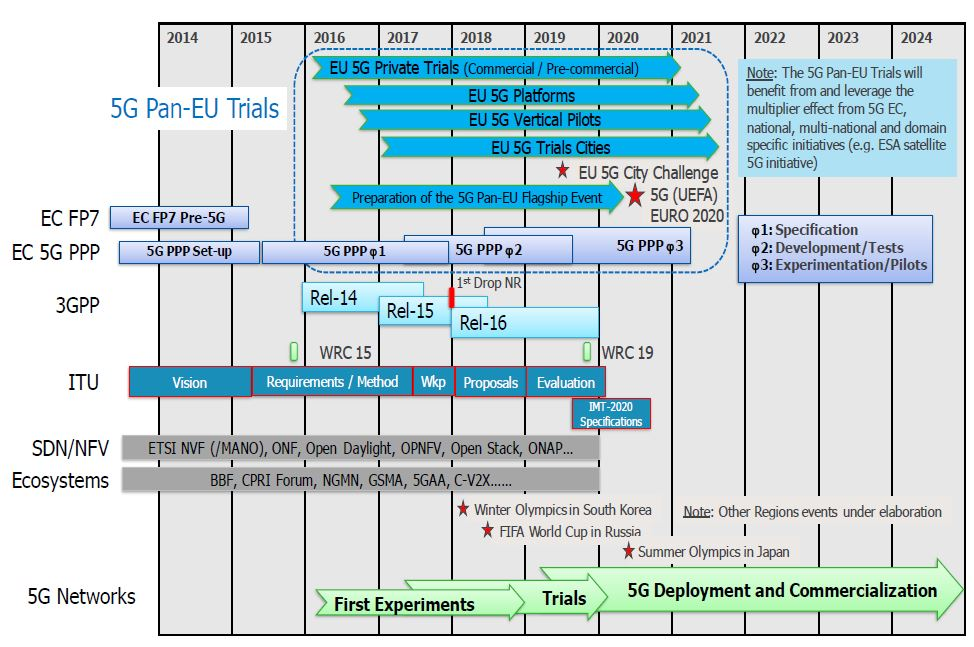 2014 2015 2016 2017 2018 2019 2020 2021 2022 2023 2024
EU 5G Private Trials (Commercial / Pre-commercial)
EU 5G Platforms
5G Pan-EU Trials
EU 5G Vertical Pilots
EU 5G Trials Cities
EU 5G City Challenge
Preparation of the 5G Pan-EU Flagship Event
5G (UEFA)
EURO 2020
Note: The 5G Pan-EU Trials will
benefit from and leverage the
multiplier effect from 5G EC,
national, multi-national and domain
specific initiatives (e.g. ESA satellite
5G initiative)
EC FP7
EC FP7 Pre-5G
EC 5G PPP
5G PPP Set-up
5G PPP φ1
5G PPP φ2
5G PPP φ3
φ1: Specification
φ2: Development/Tests
φ3: Experimentation/Pilots
3GPP
Rel-14
Rel-15
1st Drop NR
Rel-16
WRC 15
WRC 19
ITU
Vision
Requirements / Method
Wkp
Proposals
Evaluation
IMT-2020
Specifications
SDN/NFV
ETSI NVF (/MANO), ONF, Open Daylight, OPNFV, Open Stack, ONAP...
Ecosystems
BBF, CPRI Forum, NGMN, GSMA, 5GAA, C-V2X......
Winter Olympics in South Korea
Note: Other Regions events under elaboration
FIFA World Cup in Russia
Summer Olympics in Japan
5G Networks
First Experiments
Trials
5G Deployment and Commercialization